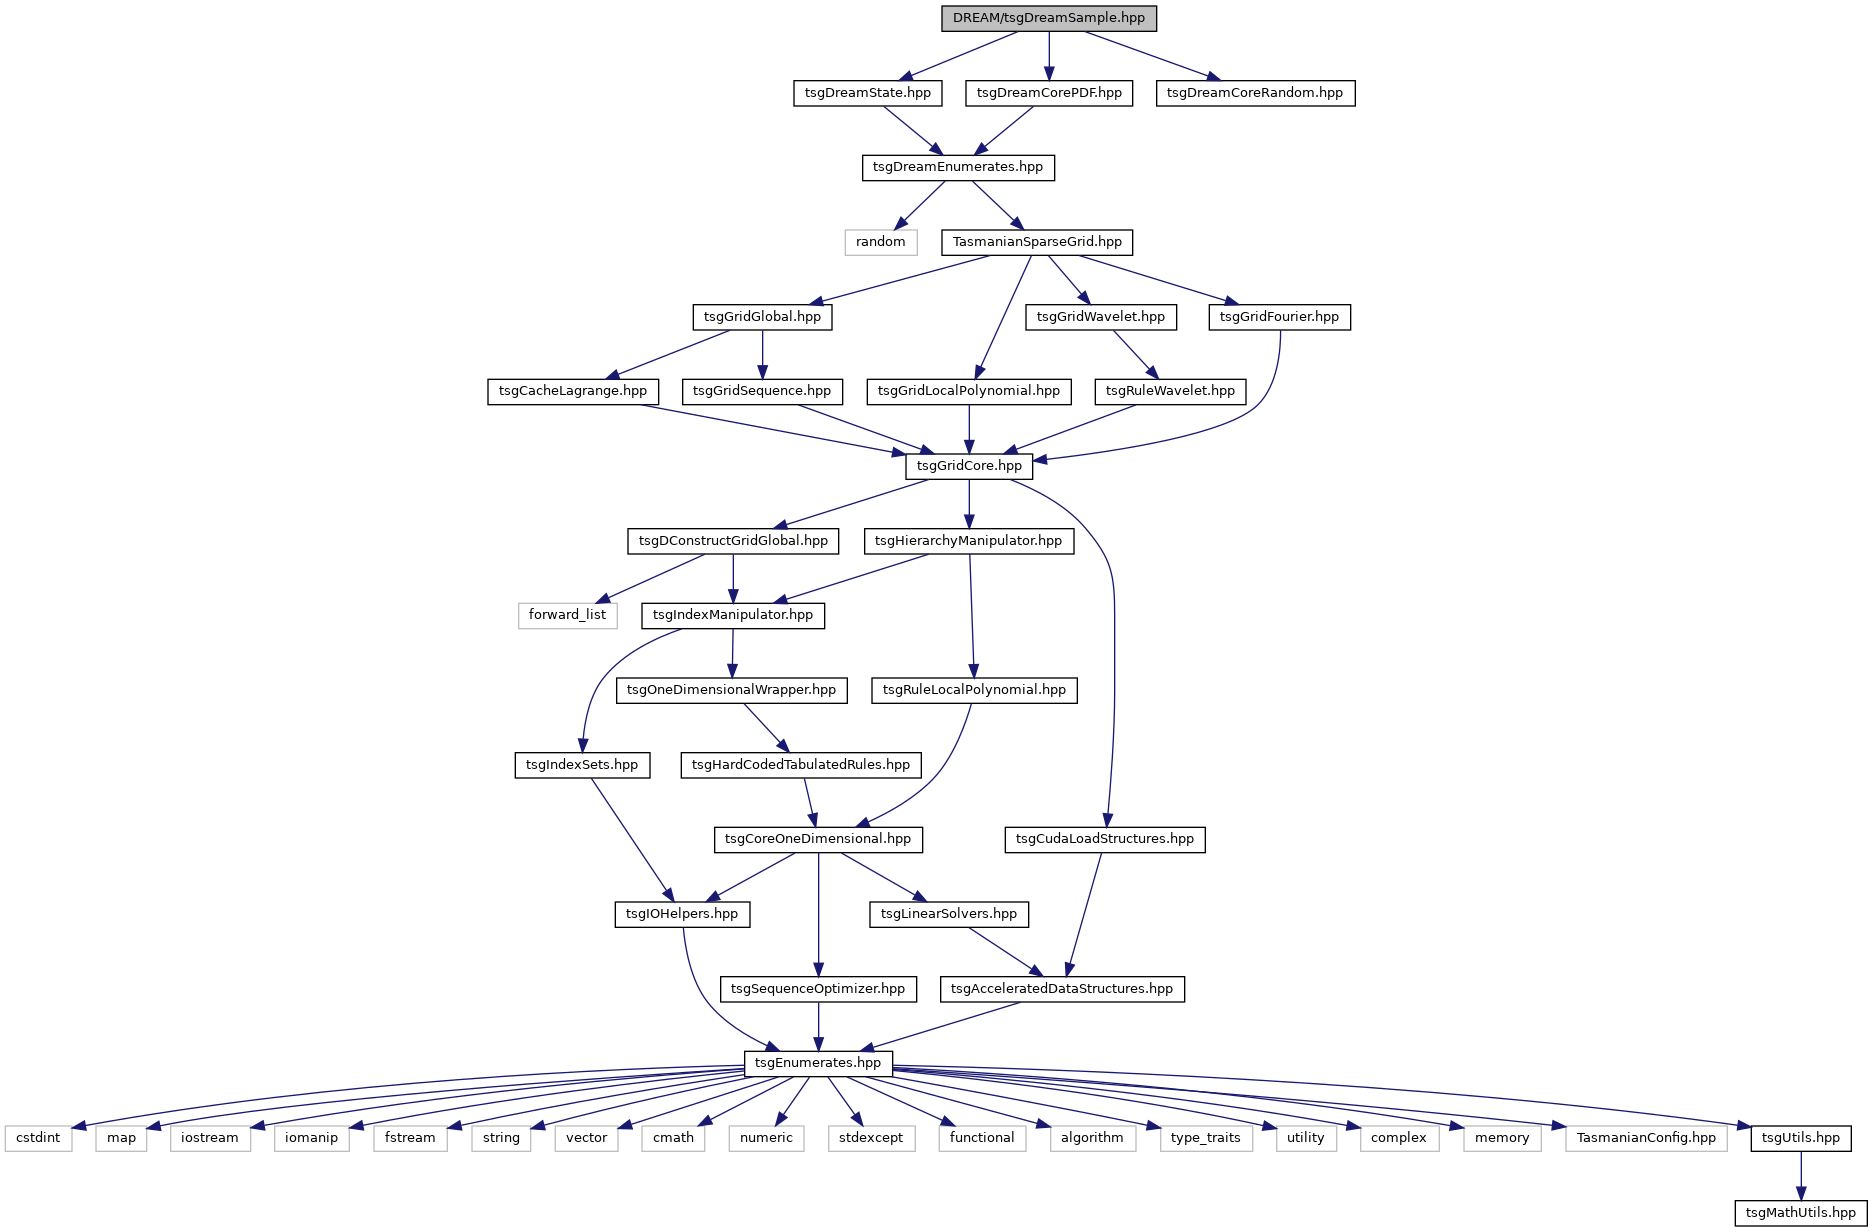 DREAM/tsgDreamSample.hpp
tsgDreamState.hpp
tsgDreamCorePDF.hpp
tsgDreamCoreRandom.hpp
tsgDreamEnumerates.hpp
random
TasmanianSparseGrid.hpp
tsgGridGlobal.hpp
tsgGridWavelet.hpp
tsgGridFourier.hpp
tsgCacheLagrange.hpp
tsgGridSequence.hpp
tsgGridLocalPolynomial.hpp
tsgRuleWavelet.hpp
tsgGridCore.hpp
tsgDConstructGridGlobal.hpp
tsgHierarchyManipulator.hpp
forward_list
tsgIndexManipulator.hpp
tsgOneDimensionalWrapper.hpp
tsgRuleLocalPolynomial.hpp
tsgIndexSets.hpp
tsgHardCodedTabulatedRules.hpp
tsgCoreOneDimensional.hpp
tsgCudaLoadStructures.hpp
tsgIOHelpers.hpp
tsgLinearSolvers.hpp
tsgSequenceOptimizer.hpp
tsgAcceleratedDataStructures.hpp
tsgEnumerates.hpp
cstdint
map
iostream
iomanip
fstream
string
vector
cmath
numeric
stdexcept
functional
algorithm
type_traits
utility
complex
memory
TasmanianConfig.hpp
tsgUtils.hpp
tsgMathUtils.hpp